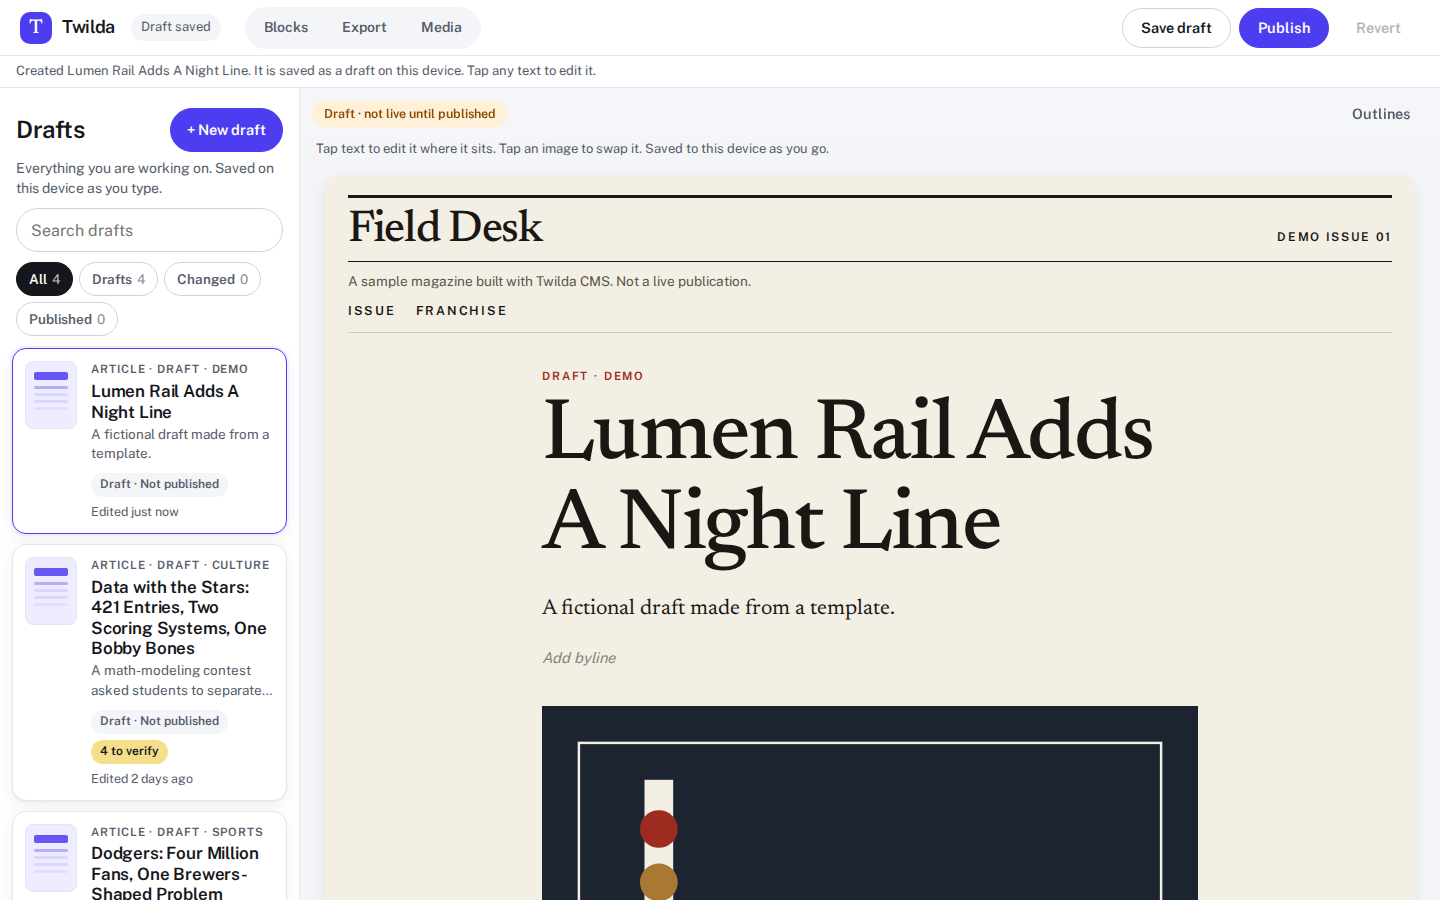 T Twilda Draft saved Blocks Export Media Save draft Publish Revert
Created Lumen Rail Adds A Night Line. It is saved as a draft on this device. Tap any text to edit it.
Drafts
+ New draft
Everything you are working on. Saved on
this device as you type.
Search drafts
All 4 Drafts 4 Changed 0
Published 0
ARTICLE · DRAFT · DEMO
Lumen Rail Adds A
Night Line
A fictional draft made from a
template.
Draft · Not published
Edited just now
ARTICLE · DRAFT · CULTURE
Data with the Stars:
421 Entries, Two
Scoring Systems, One
Bobby Bones
A math-modeling contest
asked students to separate...
Draft · Not published
4 to verify
Edited 2 days ago
ARTICLE · DRAFT · SPORTS
Dodgers: Four Million
Fans, One Brewers-
Shaped Problem
Draft · not live until published
Outlines
Tap text to edit it where it sits. Tap an image to swap it. Saved to this device as you go.
Field Desk
DEMO ISSUE 01
A sample magazine built with Twilda CMS. Not a live publication.
ISSUE FRANCHISE
DRAFT · DEMO
Lumen Rail Adds
A Night Line
A fictional draft made from a template.
Add byline